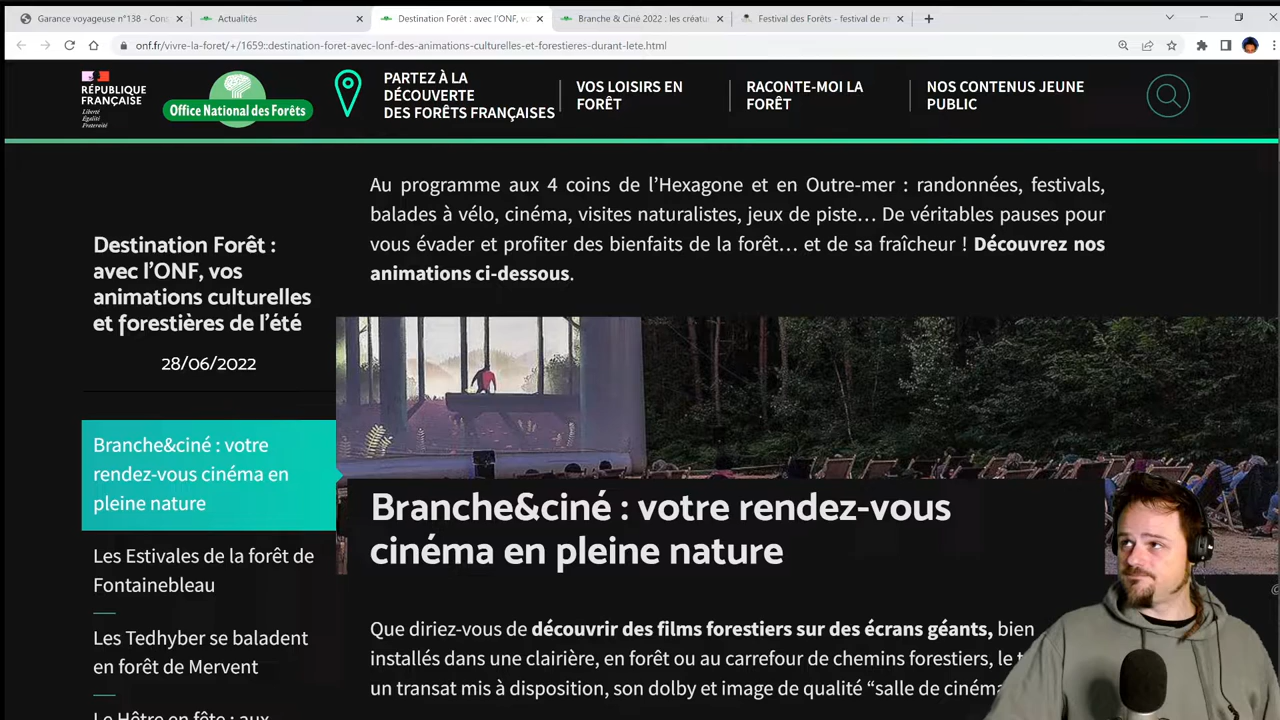 Garance voyageuse n°138 - Con
Actualités
Destination Forêt : avec l'ONF, vo
Branche & Ciné 2022 : les créatu
Festival des Forêts - festival de m
onf.fr/vivre-la-foret/+/1659::destination-foret-avec-lonf-des-animations-culturelles-et-forestieres-durant-lete.html
RÉPUBLIQUE
FRANÇAISE
Liberté
Égalité
Fraternité
Office National des Forêts
PARTEZ À LA
DÉCOUVERTE
DES FORÊTS FRANÇAISES
VOS LOISIRS EN
FORÊT
RACONTE-MOI LA
FORÊT
NOS CONTENUS JEUNE
PUBLIC
Destination Forêt :
avec l'ONF, vos
animations culturelles
et forestières de l'été
28/06/2022
Branche&ciné : votre
rendez-vous cinéma en
pleine nature
Les Estivales de la forêt de
Fontainebleau
Les Tedhyber se baladent
en forêt de Mervent
Le Hêtre en fête : aux
Au programme aux 4 coins de l'Hexagone et en Outre-mer : randonnées, festivals,
balades à vélo, cinéma, visites naturalistes, jeux de piste… De véritables pauses pour
vous évader et profiter des bienfaits de la forêt… et de sa fraîcheur ! Découvrez nos
animations ci-dessous.
Branche&ciné : votre rendez-vous
cinéma en pleine nature
Que diriez-vous de découvrir des films forestiers sur des écrans géants, bien
installés dans une clairière, en forêt ou au carrefour de chemins forestiers, le
un transat mis à disposition, son dolby et image de qualité “salle de cinéma